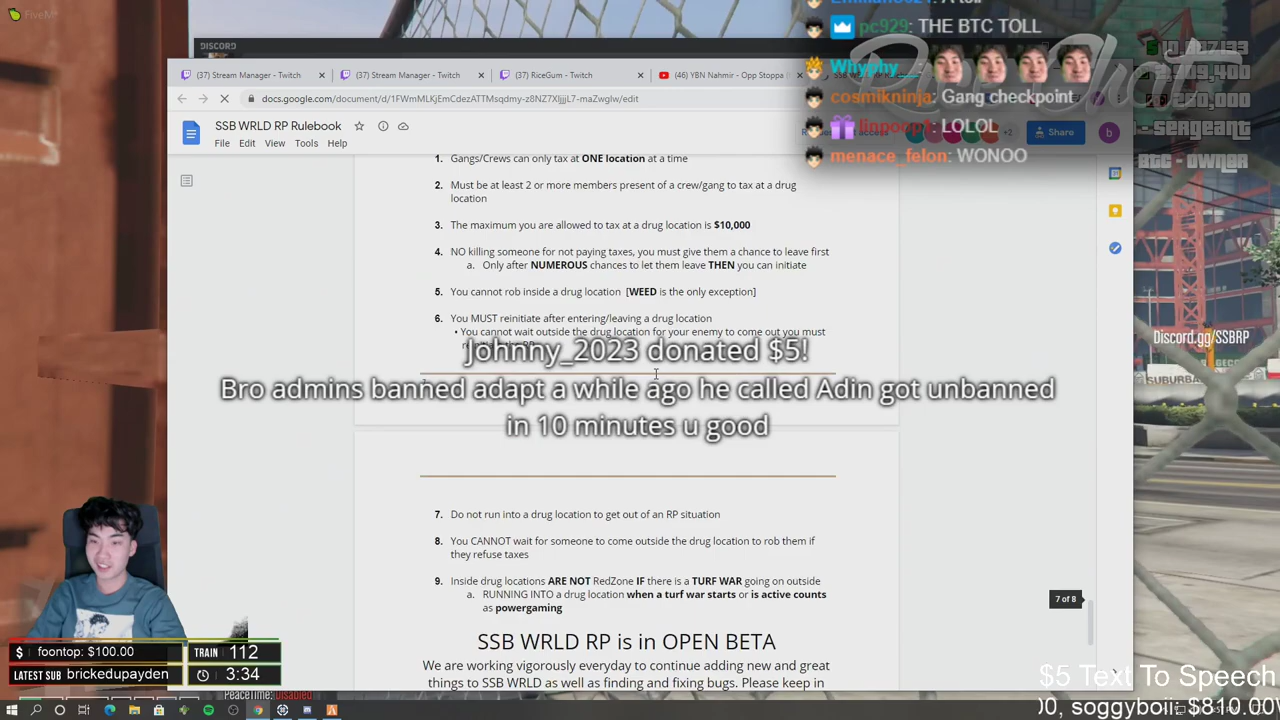 FiveM
DISCORD
pc929: THE BTC TOLL
Whyphy
cosmikninja: Gang checkpoint
LOLOL
menace_felon: WONOO
(37) Stream Manager - Twitch
(37) Stream Manager - Twitch
(37) RiceGum - Twitch
(46) YBN Nahmir - Opp Stoppa
SERGEANT
BTC - OWNER
SSB WRLD RP Rulebook
File Edit View Tools Help
+2
Share
b
1. Gangs/Crews can only tax at ONE location at a time
2. Must be at least 2 or more members present of a crew/gang to tax at a drug
location
3. The maximum you are allowed to tax at a drug location is $10,000
4. NO killing someone for not paying taxes, you must give them a chance to leave first
a. Only after NUMEROUS chances to let them leave THEN you can initiate
5. You cannot rob inside a drug location [WEED is the only exception]
6. You MUST reinitiate after entering/leaving a drug location
• You cannot wait outside the drug location for your enemy to come out you must
johnny_2023 donated $5!
Bro admins banned adapt a while ago he called Adin got unbanned
in 10 minutes u good
Discord.gg/SSBRP
SUBURBAN
7. Do not run into a drug location to get out of an RP situation
8. You CANNOT wait for someone to come outside the drug location to rob them if
they refuse taxes
9. Inside drug locations ARE NOT RedZone IF there is a TURF WAR going on outside
a. RUNNING INTO a drug location when a turf war starts or is active counts
as powergaming
7 of 8
SSB WRLD RP is in OPEN BETA
We are working vigorously everyday to continue adding new and great
things to SSB WRLD as well as finding and fixing bugs. Please keep in
$ foontop: $100.00
TRAIN 112
LATEST SUB brickedupayden
3:34
PeaceTime: Disabled
$5 Text To Speech
00, soggyboii: $810.00